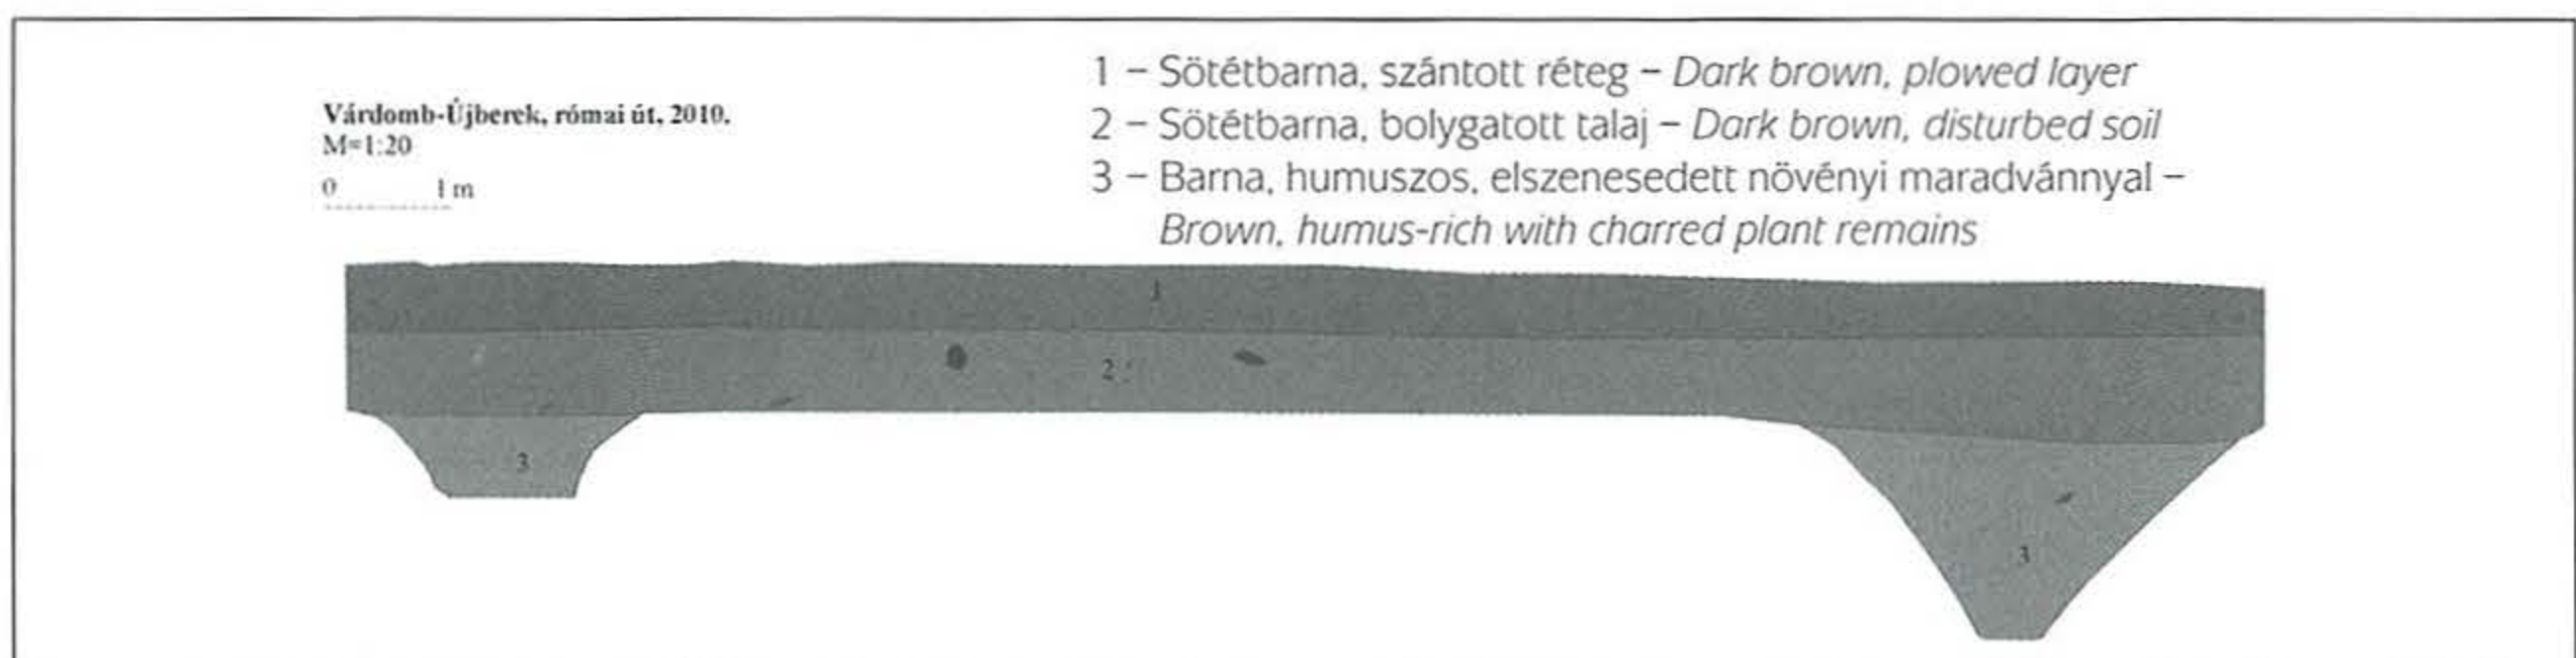 Várdomb-Újberek, római út, 2010.
M=1:20
0 1 m
1 – Sötétbarna, szántott réteg – Dark brown, plowed layer
2 – Sötétbarna, bolygatott talaj – Dark brown, disturbed soil
3 – Barna, humuszos, elszenesedett növényi maradvánnyal –
Brown, humus-rich with charred plant remains
1
2
3
3